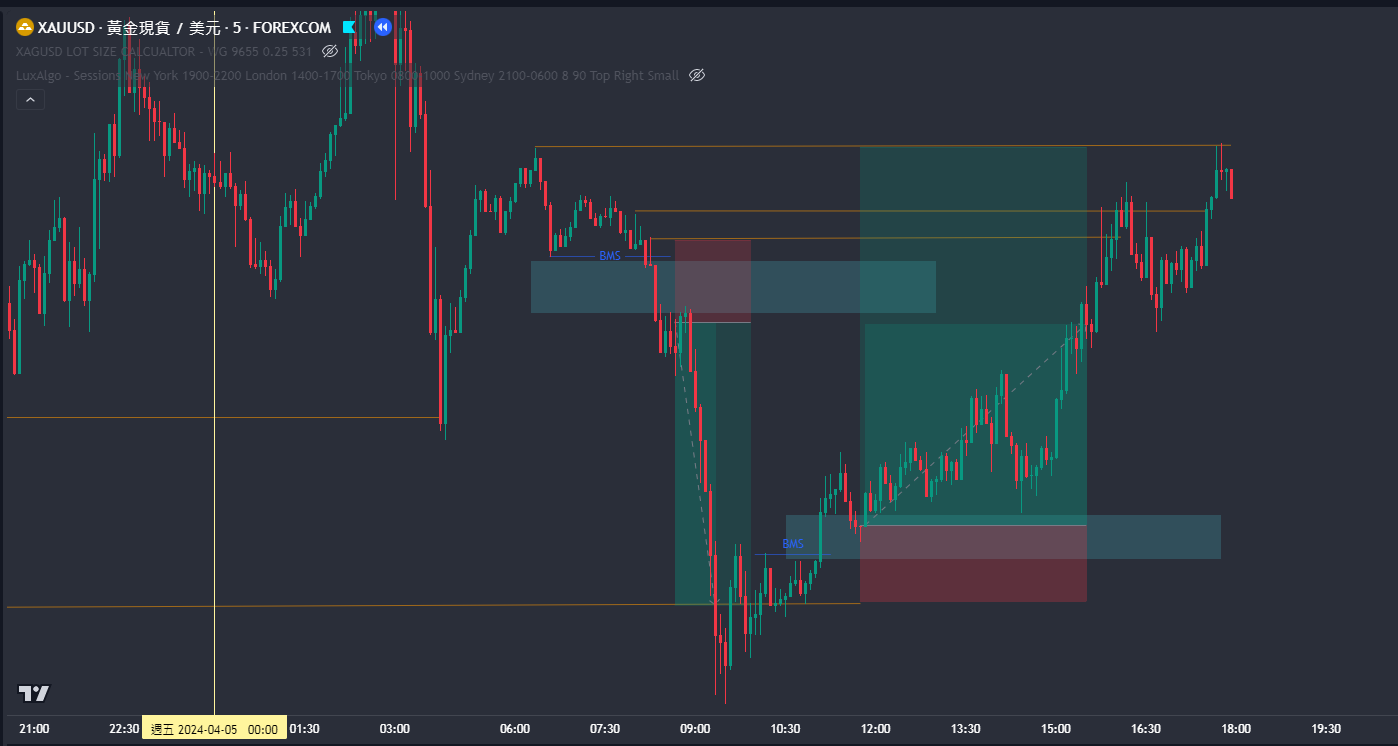 XAUUSD · 黃金現貨 / 美元 · 5 · FOREXCOM
XAGUSD LOT SIZE CALCUALTOR - WG 9655 0.25 531
LuxAlgo - Sessions New York 1900-2200 London 1400-1700 Tokyo 0800-1000 Sydney 2100-0600 8 90 Top Right Small
BMS
BMS
21:00 22:30 週五 2024-04-05 00:00 01:30 03:00 06:00 07:30 09:00 10:30 12:00 13:30 15:00 16:30 18:00 19:30